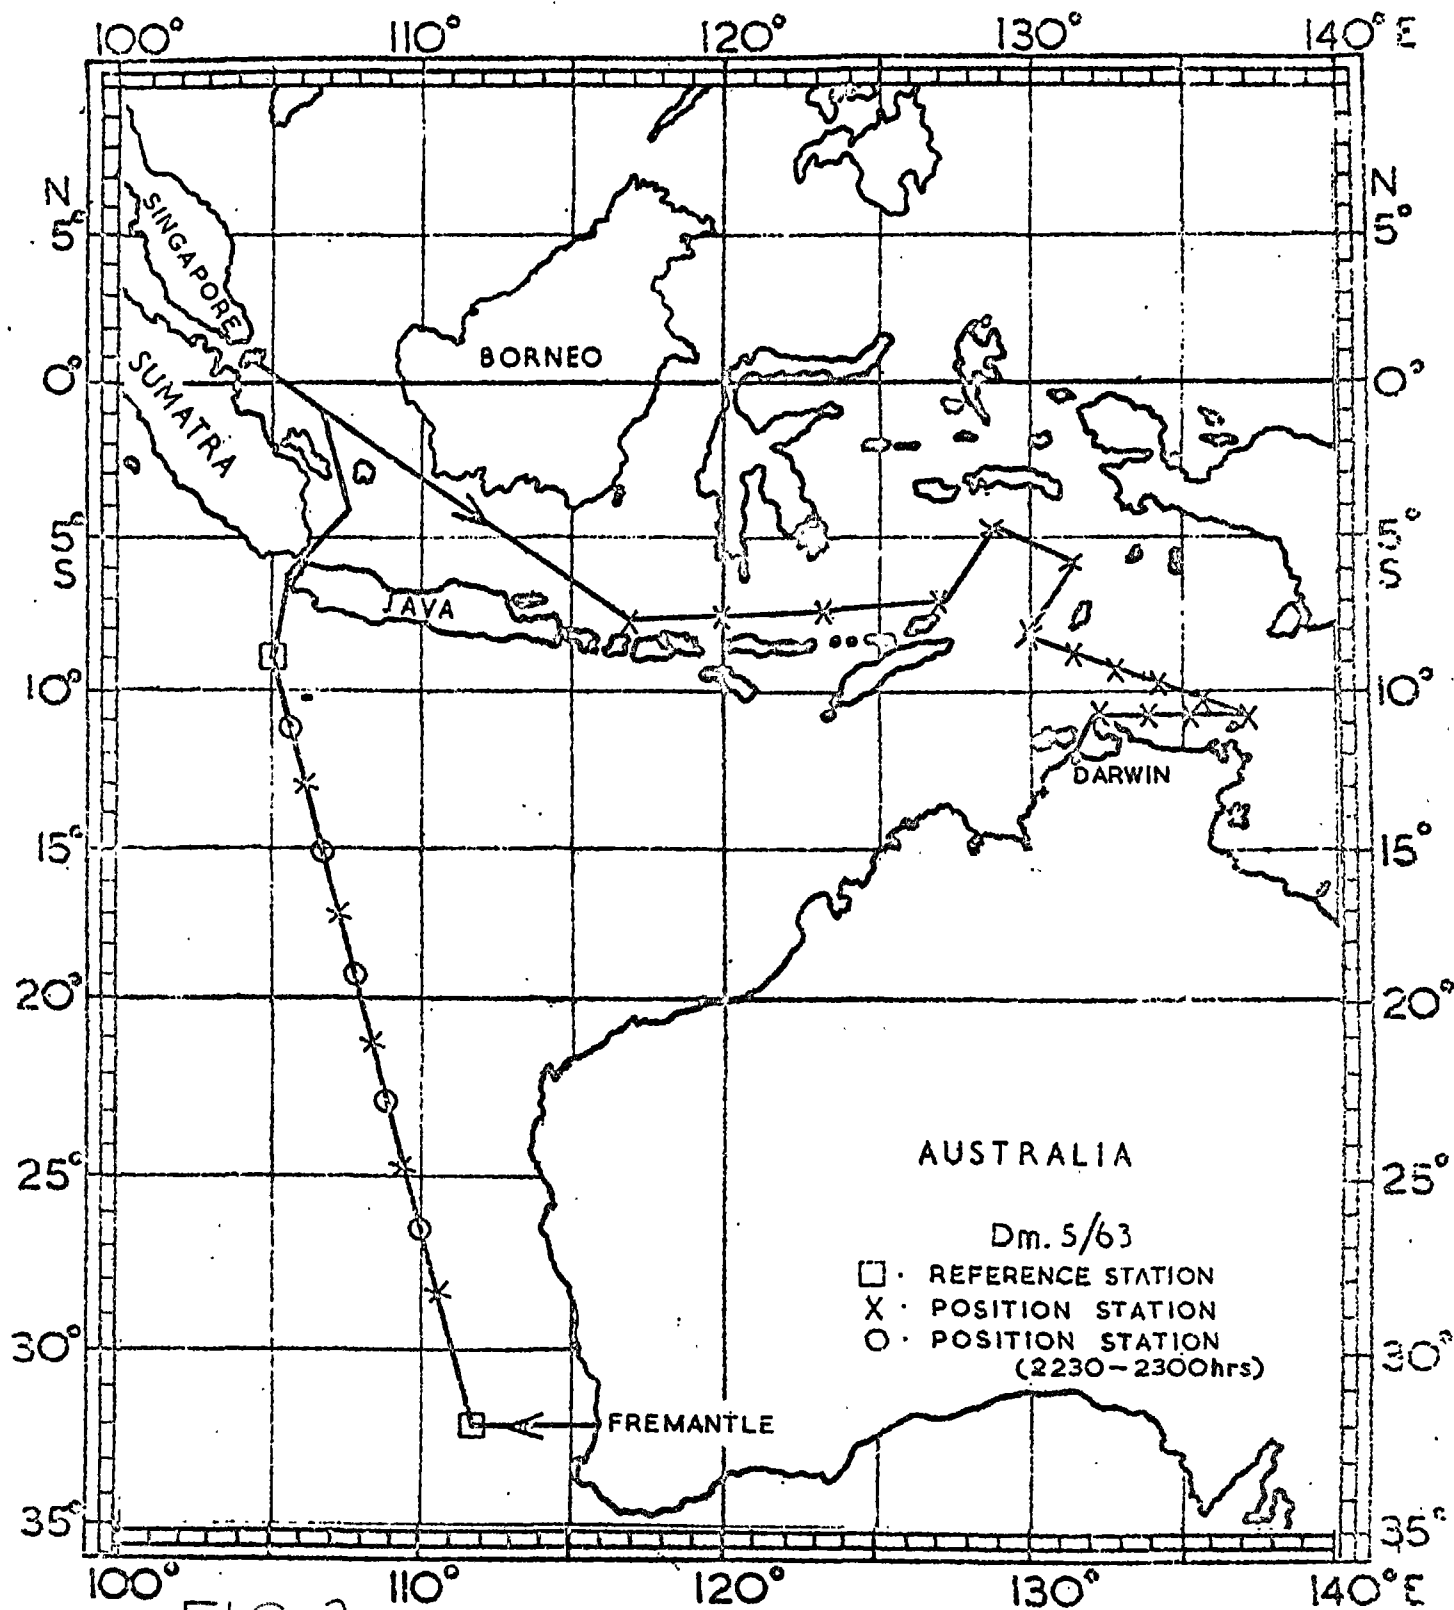 100° 110° 120° 130° 140° E
N N
5° 5°
SINGAPORE
BORNEO
0° 0°
SUMATRA
5° 5°
S S
JAVA
10° 10°
DARWIN
15° 15°
20° 20°
AUSTRALIA
25° 25°
Dm. 5/63
□ · REFERENCE STATION
X · POSITION STATION
O · POSITION STATION
(2230-2300hrs)
30° 30°
FREMANTLE
35° 35°
100° 110° 120° 130° 140° E